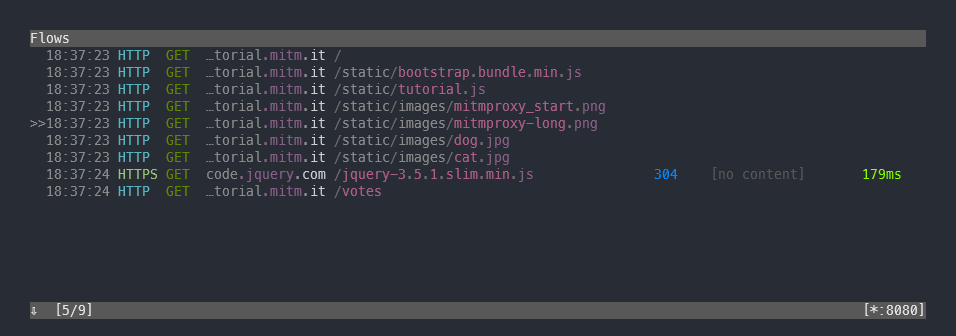 Flows
18:37:23 HTTP GET …torial.mitm.it /
18:37:23 HTTP GET …torial.mitm.it /static/bootstrap.bundle.min.js
18:37:23 HTTP GET …torial.mitm.it /static/tutorial.js
18:37:23 HTTP GET …torial.mitm.it /static/images/mitmproxy_start.png
>>18:37:23 HTTP GET …torial.mitm.it /static/images/mitmproxy-long.png
18:37:23 HTTP GET …torial.mitm.it /static/images/dog.jpg
18:37:23 HTTP GET …torial.mitm.it /static/images/cat.jpg
18:37:24 HTTPS GET code.jquery.com /jquery-3.5.1.slim.min.js 304 [no content] 179ms
18:37:24 HTTP GET …torial.mitm.it /votes
⇩ [5/9] [*:8080]